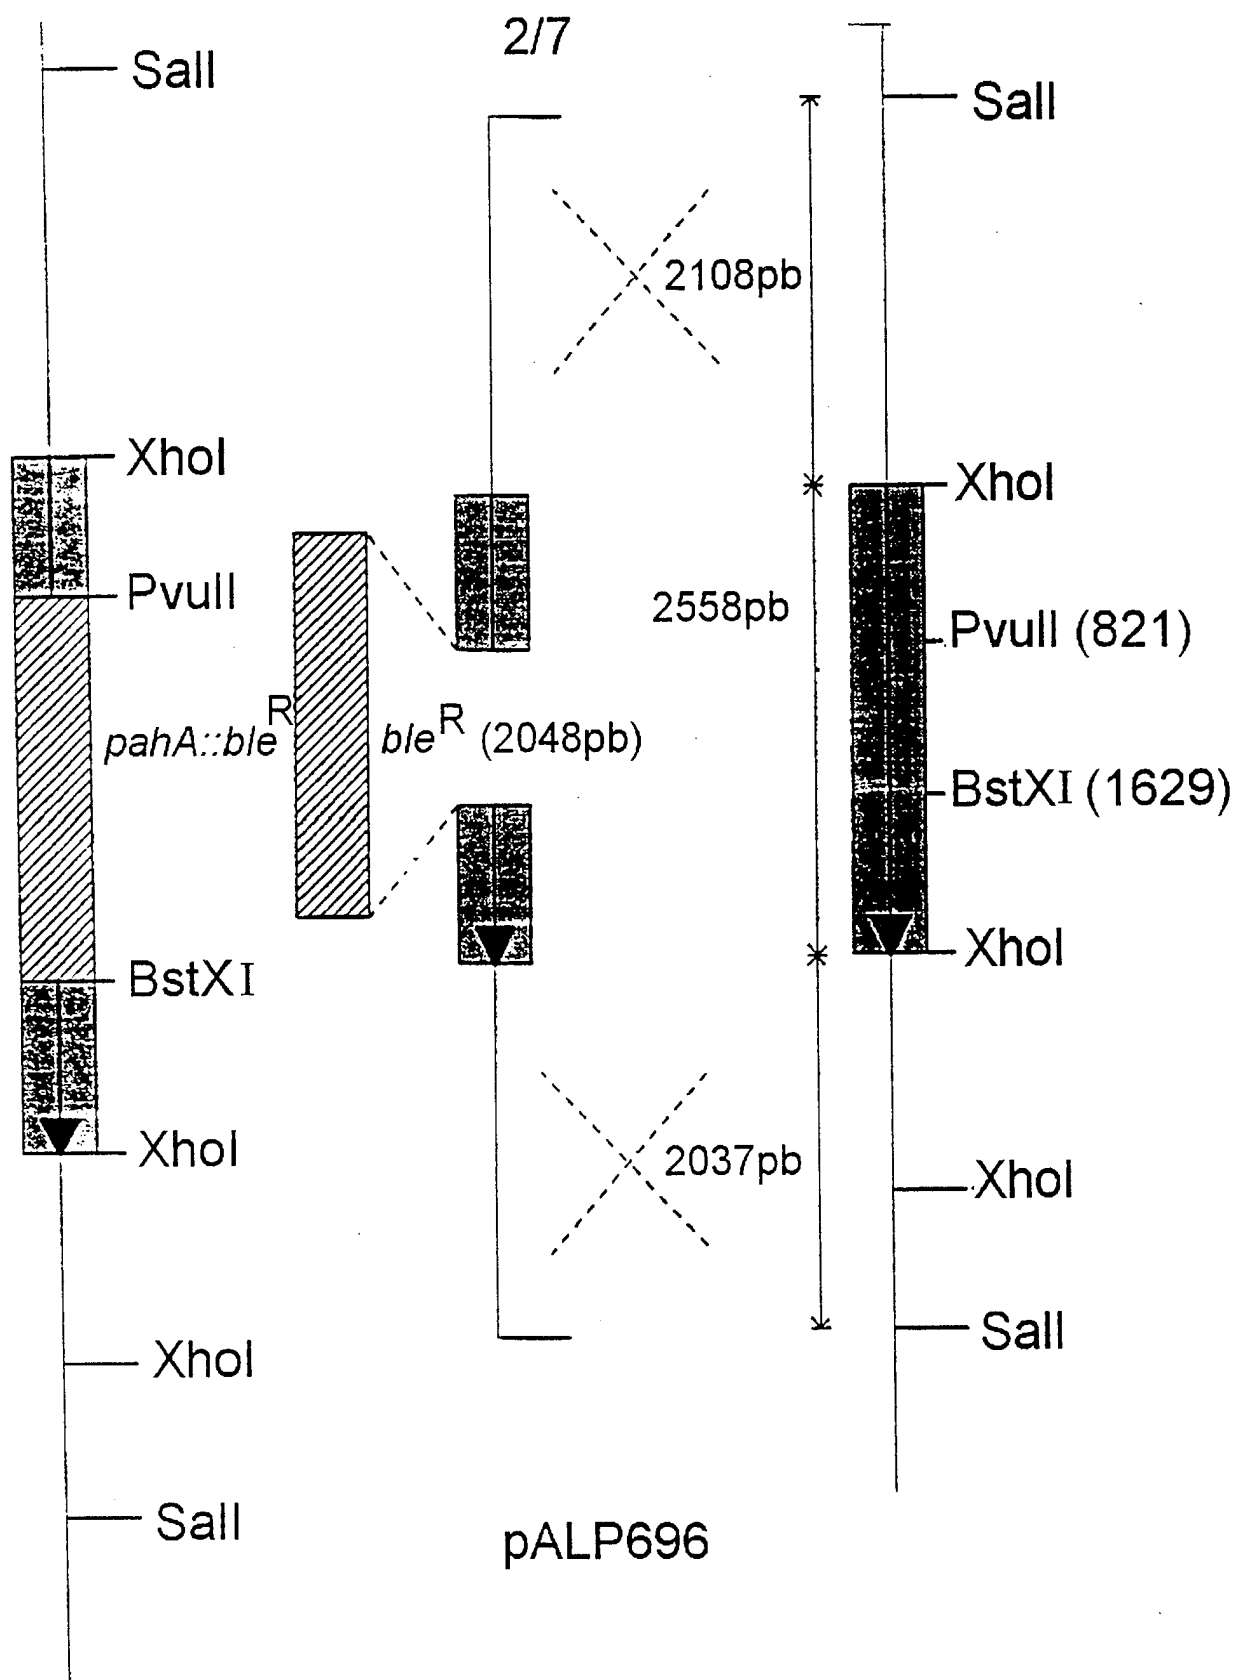 2/7
SalI
SalI
2108pb
XhoI
XhoI
PvuII
2558pb
PvuII (821)
pahA::ble R
ble R (2048pb)
BstXI (1629)
XhoI
BstXI
XhoI
2037pb
XhoI
SalI
XhoI
SalI
pALP696